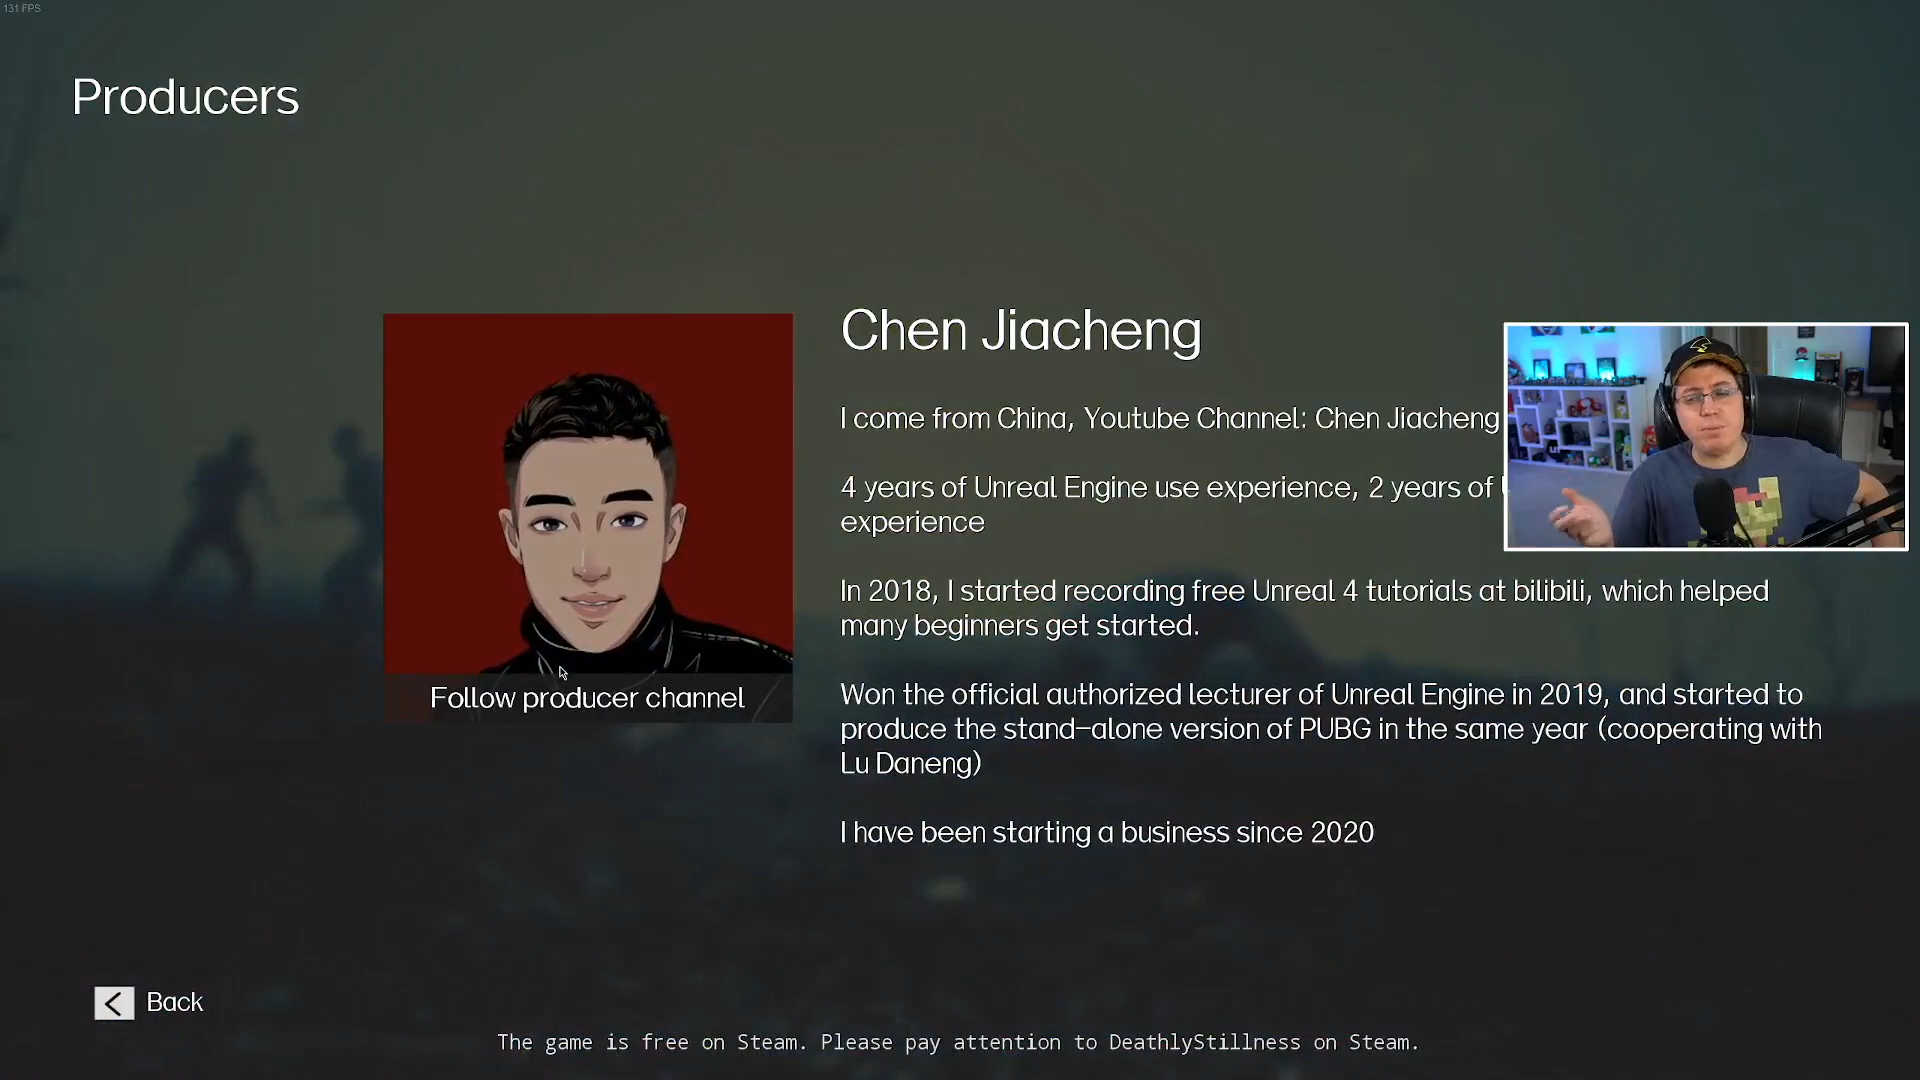 131 FPS
Producers
Chen Jiacheng
I come from China, Youtube Channel: Chen Jiacheng
4 years of Unreal Engine use experience, 2 years of
experience
In 2018, I started recording free Unreal 4 tutorials at bilibili, which helped
many beginners get started.
Follow producer channel
Won the official authorized lecturer of Unreal Engine in 2019, and started to
produce the stand-alone version of PUBG in the same year (cooperating with
Lu Daneng)
I have been starting a business since 2020
Back
The game is free on Steam. Please pay attention to DeathlyStillness on Steam.